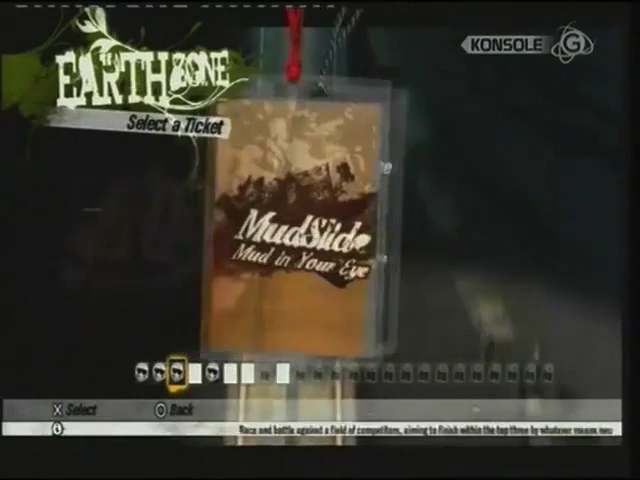 EARTH ZONE
KONSOLE G
Select a Ticket
MudSlide
Mud in Your Eye
X Select
O Back
Race and battle against a field of competitors, aiming to finish within the top three by whatever means